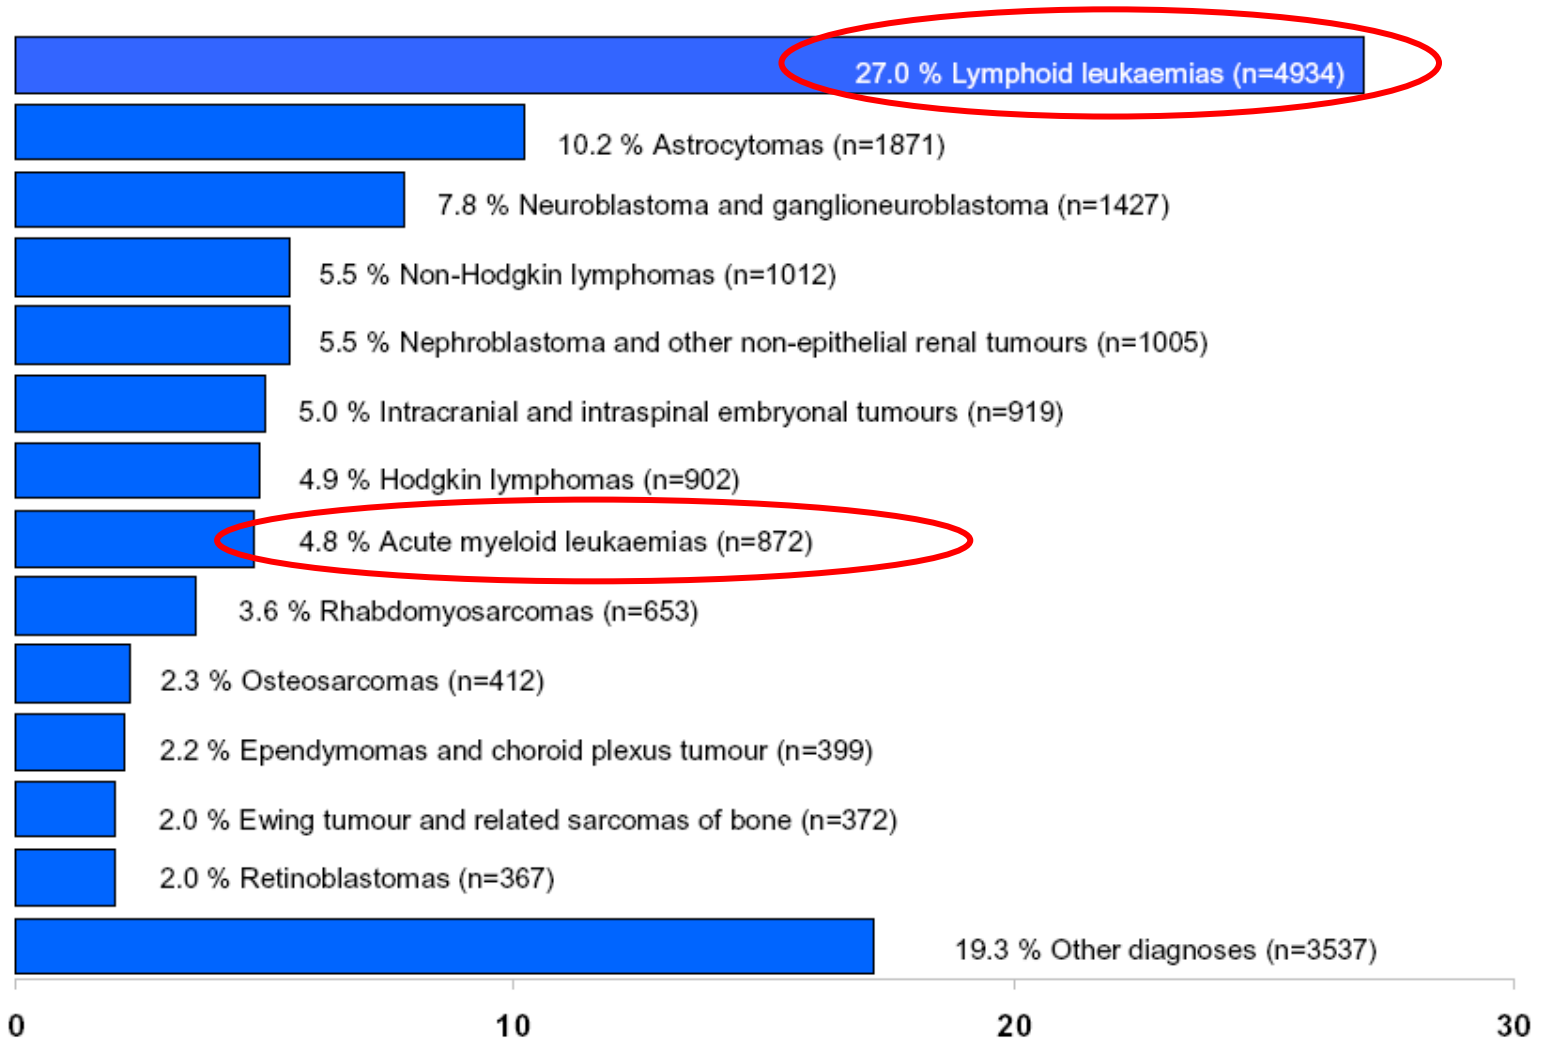 27.0 % Lymphoid leukaemias (n=4934)
10.2 % Astrocytomas (n=1871)
7.8 % Neuroblastoma and ganglioneuroblastoma (n=1427)
5.5 % Non-Hodgkin lymphomas (n=1012)
5.5 % Nephroblastoma and other non-epithelial renal tumours (n=1005)
5.0 % Intracranial and intraspinal embryonal tumours (n=919)
4.9 % Hodgkin lymphomas (n=902)
4.8 % Acute myeloid leukaemias (n=872)
3.6 % Rhabdomyosarcomas (n=653)
2.3 % Osteosarcomas (n=412)
2.2 % Ependymomas and choroid plexus tumour (n=399)
2.0 % Ewing tumour and related sarcomas of bone (n=372)
2.0 % Retinoblastomas (n=367)
19.3 % Other diagnoses (n=3537)
0 10 20 30